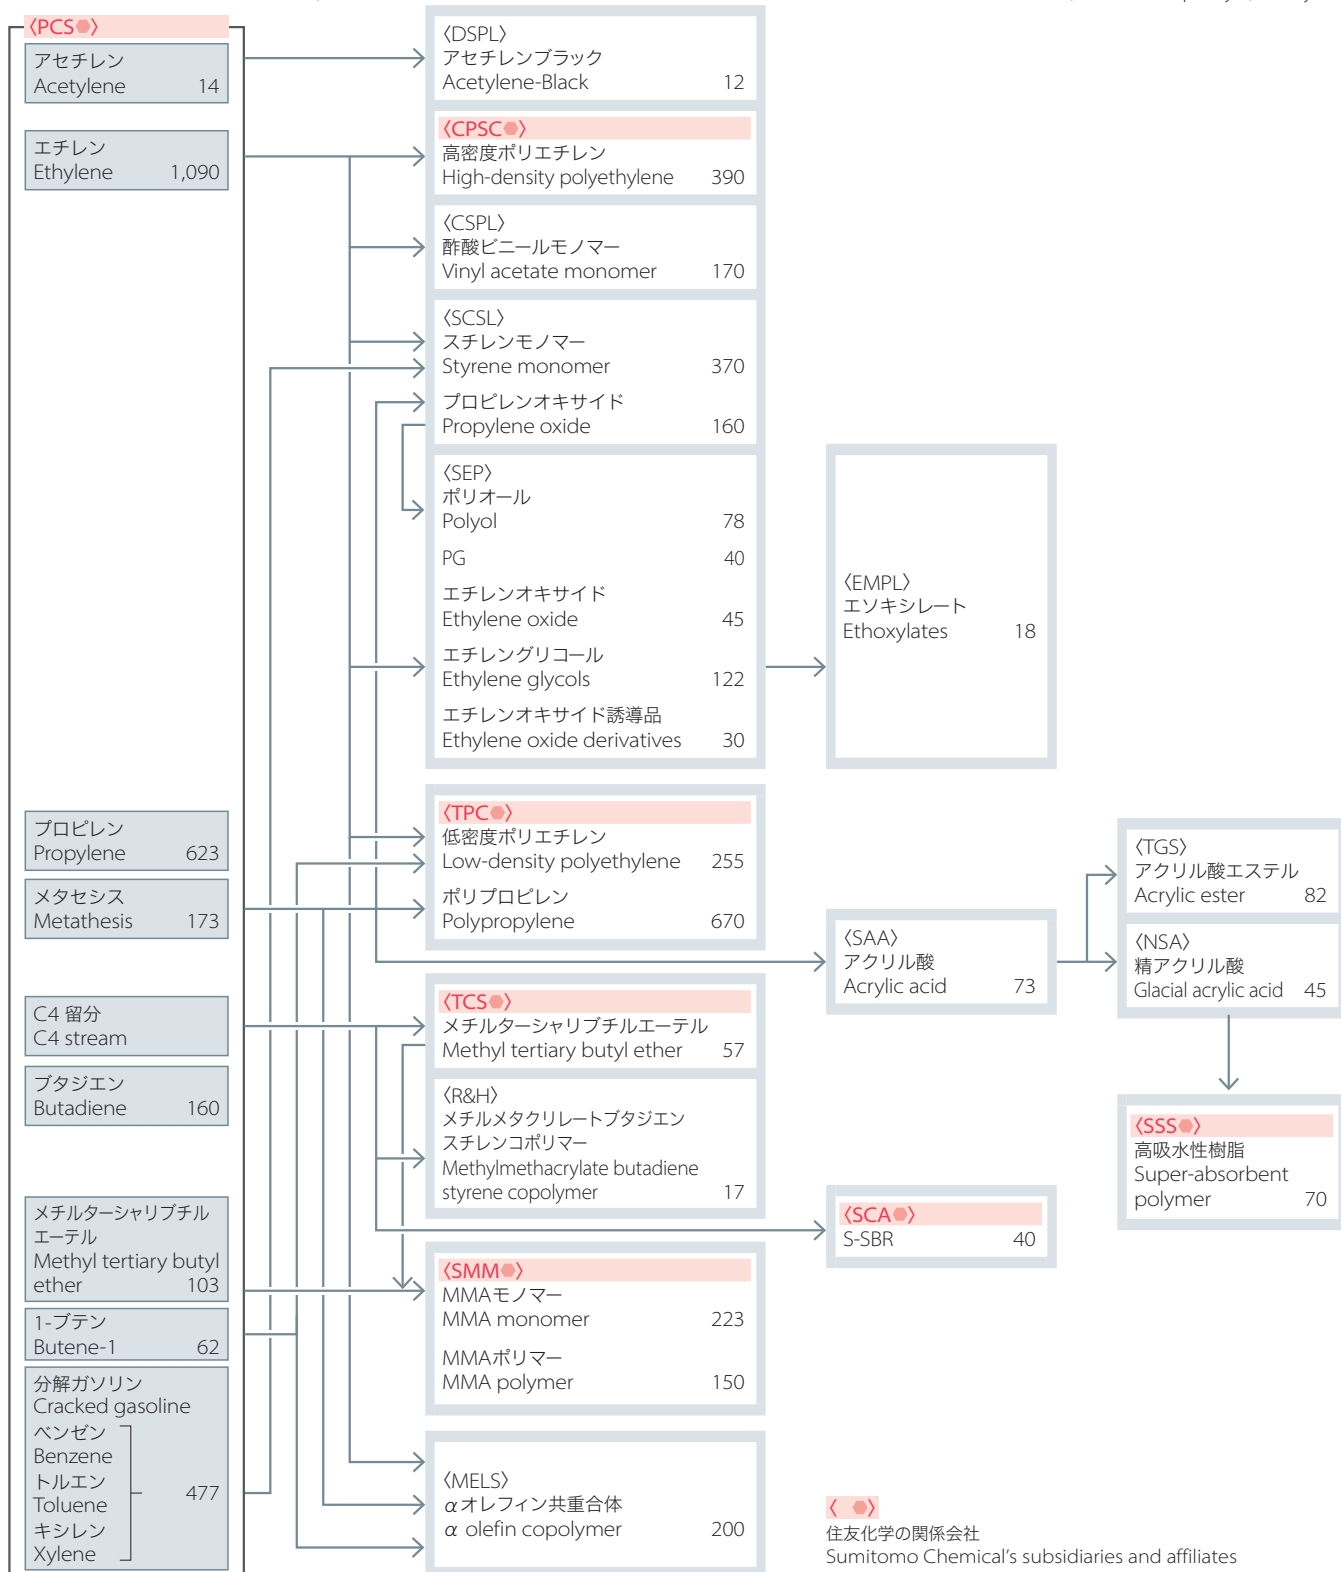 〈PCS⬣〉
アセチレン
Acetylene 14
エチレン
Ethylene 1,090
プロピレン
Propylene 623
メタセシス
Metathesis 173
C4 留分
C4 stream
ブタジエン
Butadiene 160
メチルターシャリブチル
エーテル
Methyl tertiary butyl
ether 103
1-ブテン
Butene-1 62
分解ガソリン
Cracked gasoline
ベンゼン
Benzene
トルエン
Toluene 477
キシレン
Xylene
〈DSPL〉
アセチレンブラック
Acetylene-Black 12
〈CPSC⬣〉
高密度ポリエチレン
High-density polyethylene 390
〈CSPL〉
酢酸ビニールモノマー
Vinyl acetate monomer 170
〈SCSL〉
スチレンモノマー
Styrene monomer 370
プロピレンオキサイド
Propylene oxide 160
〈SEP〉
ポリオール
Polyol 78
PG 40
エチレンオキサイド
Ethylene oxide 45
エチレングリコール
Ethylene glycols 122
エチレンオキサイド誘導品
Ethylene oxide derivatives 30
〈TPC⬣〉
低密度ポリエチレン
Low-density polyethylene 255
ポリプロピレン
Polypropylene 670
〈TCS⬣〉
メチルターシャリブチルエーテル
Methyl tertiary butyl ether 57
〈R&H〉
メチルメタクリレートブタジエン
スチレンコポリマー
Methylmethacrylate butadiene
styrene copolymer 17
〈SMM⬣〉
MMAモノマー
MMA monomer 223
MMAポリマー
MMA polymer 150
〈MELS〉
αオレフィン共重合体
α olefin copolymer 200
〈EMPL〉
エソキシレート
Ethoxylates 18
〈SAA〉
アクリル酸
Acrylic acid 73
〈SCA⬣〉
S-SBR 40
〈TGS〉
アクリル酸エステル
Acrylic ester 82
〈NSA〉
精アクリル酸
Glacial acrylic acid 45
〈SSS⬣〉
高吸水性樹脂
Super-absorbent
polymer 70
〈 ⬣〉
住友化学の関係会社
Sumitomo Chemical's subsidiaries and affiliates